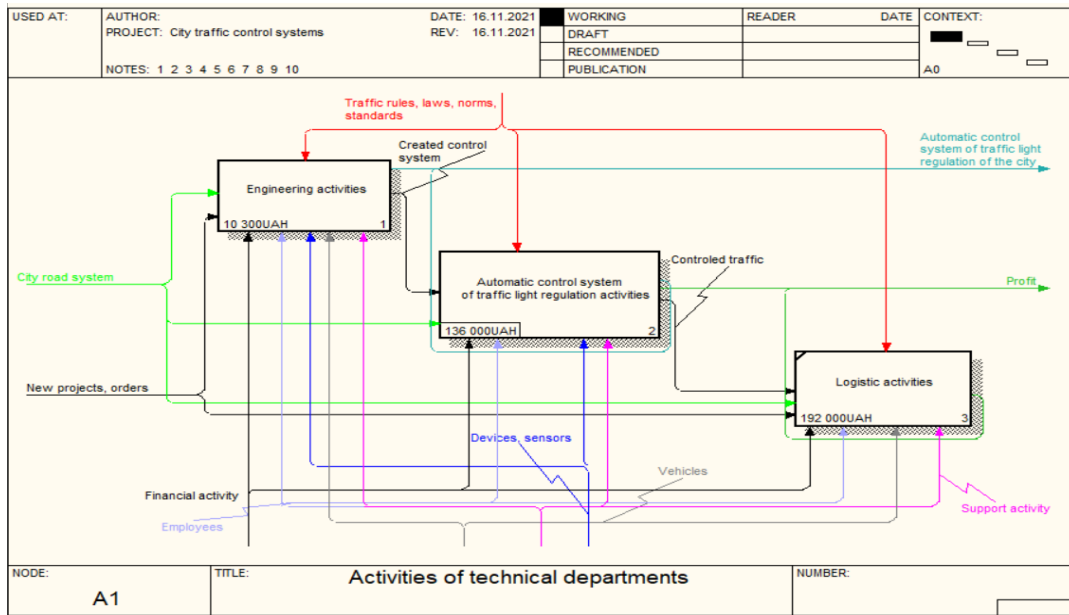 USED AT:
AUTHOR:
DATE: 16.11.2021
PROJECT: City traffic control systems
REV: 16.11.2021
NOTES: 1 2 3 4 5 6 7 8 9 10
WORKING
DRAFT
RECOMMENDED
PUBLICATION
READER
DATE
CONTEXT:
A0
Traffic rules, laws, norms,
standards
Created control
system
Automatic control
system of traffic light
regulation of the city
Engineering activities
10 300UAH
1
City road system
Automatic control system
of traffic light regulation activities
136 000UAH
2
Controled traffic
Profit
New projects, orders
Logistic activities
192 000UAH
3
Devices, sensors
Vehicles
Financial activity
Employees
Support activity
NODE:
A1
TITLE:
Activities of technical departments
NUMBER: